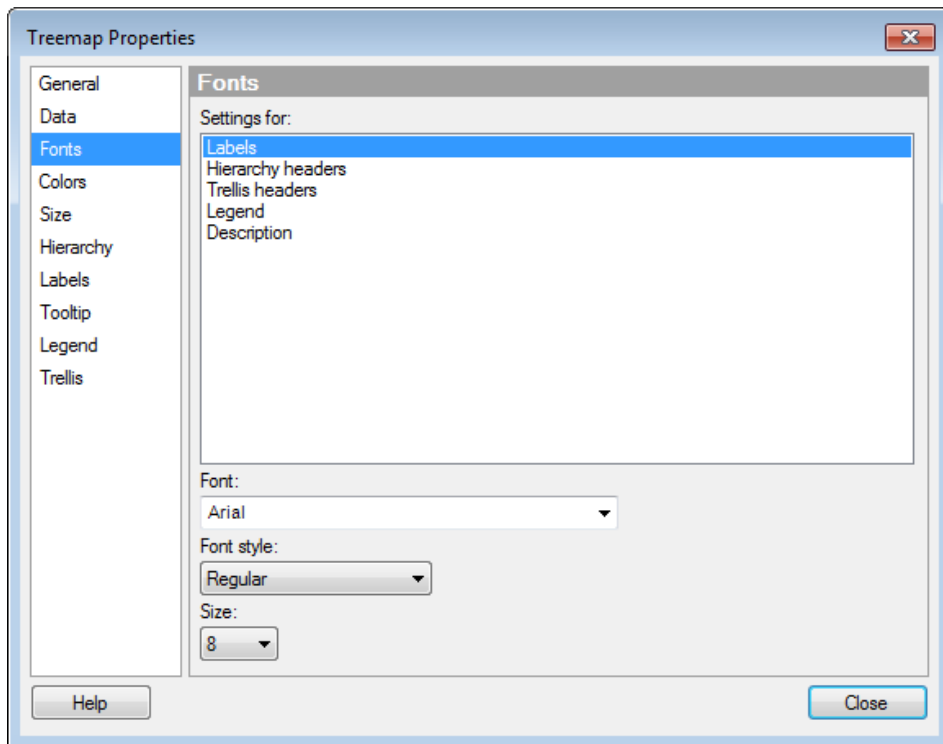 Treemap Properties
General
Data
Fonts
Colors
Size
Hierarchy
Labels
Tooltip
Legend
Trellis
Fonts
Settings for:
Labels
Hierarchy headers
Trellis headers
Legend
Description
Font:
Arial
Font style:
Regular
Size:
8
Help
Close